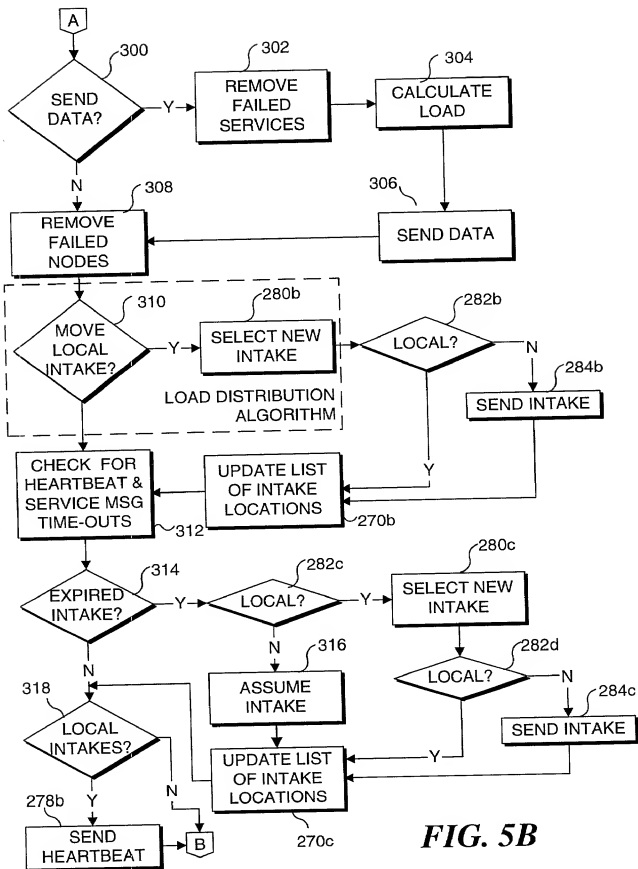 A
300
SEND
DATA?
Y
302
REMOVE
FAILED
SERVICES
304
CALCULATE
LOAD
N
308
REMOVE
FAILED
NODES
306
SEND DATA
310
MOVE
LOCAL
INTAKE?
Y
280b
SELECT NEW
INTAKE
LOAD DISTRIBUTION
ALGORITHM
282b
LOCAL?
N
284b
SEND INTAKE
Y
CHECK FOR
HEARTBEAT &
SERVICE MSG
TIME-OUTS
312
UPDATE LIST
OF INTAKE
LOCATIONS
270b
314
EXPIRED
INTAKE?
Y
282c
LOCAL?
Y
280c
SELECT NEW
INTAKE
N
N
316
ASSUME
INTAKE
282d
LOCAL?
N
284c
SEND INTAKE
Y
318
LOCAL
INTAKES?
UPDATE LIST
OF INTAKE
LOCATIONS
270c
Y
N
278b
SEND
HEARTBEAT
B
FIG. 5B